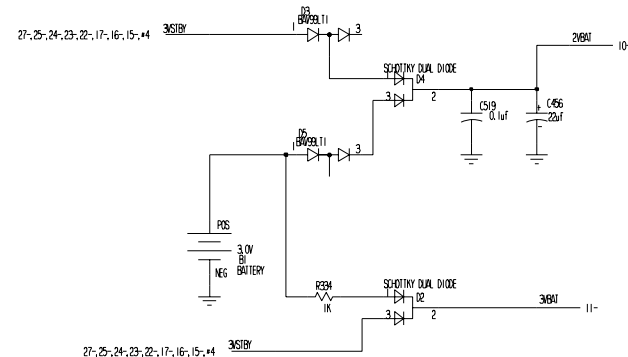 D3
BAV99LT1
27-, 25-, 24-, 23-, 22-, 17-, 16-, 15-, #4 3VSTBY 1 3
2VBAT 10-
SCHOTTKY DUAL DIODE
1 D4
3 2
C519
0.1uf
C456
+ 22uf
-
D5
BAV99LT1
1 3
POS
3.0V
B1
BATTERY
NEG
R334
1K
SCHOTTKY DUAL DIODE
1 D2
3 2
3VBAT 11-
27-, 25-, 24-, 23-, 22-, 17-, 16-, 15-, #4 3VSTBY